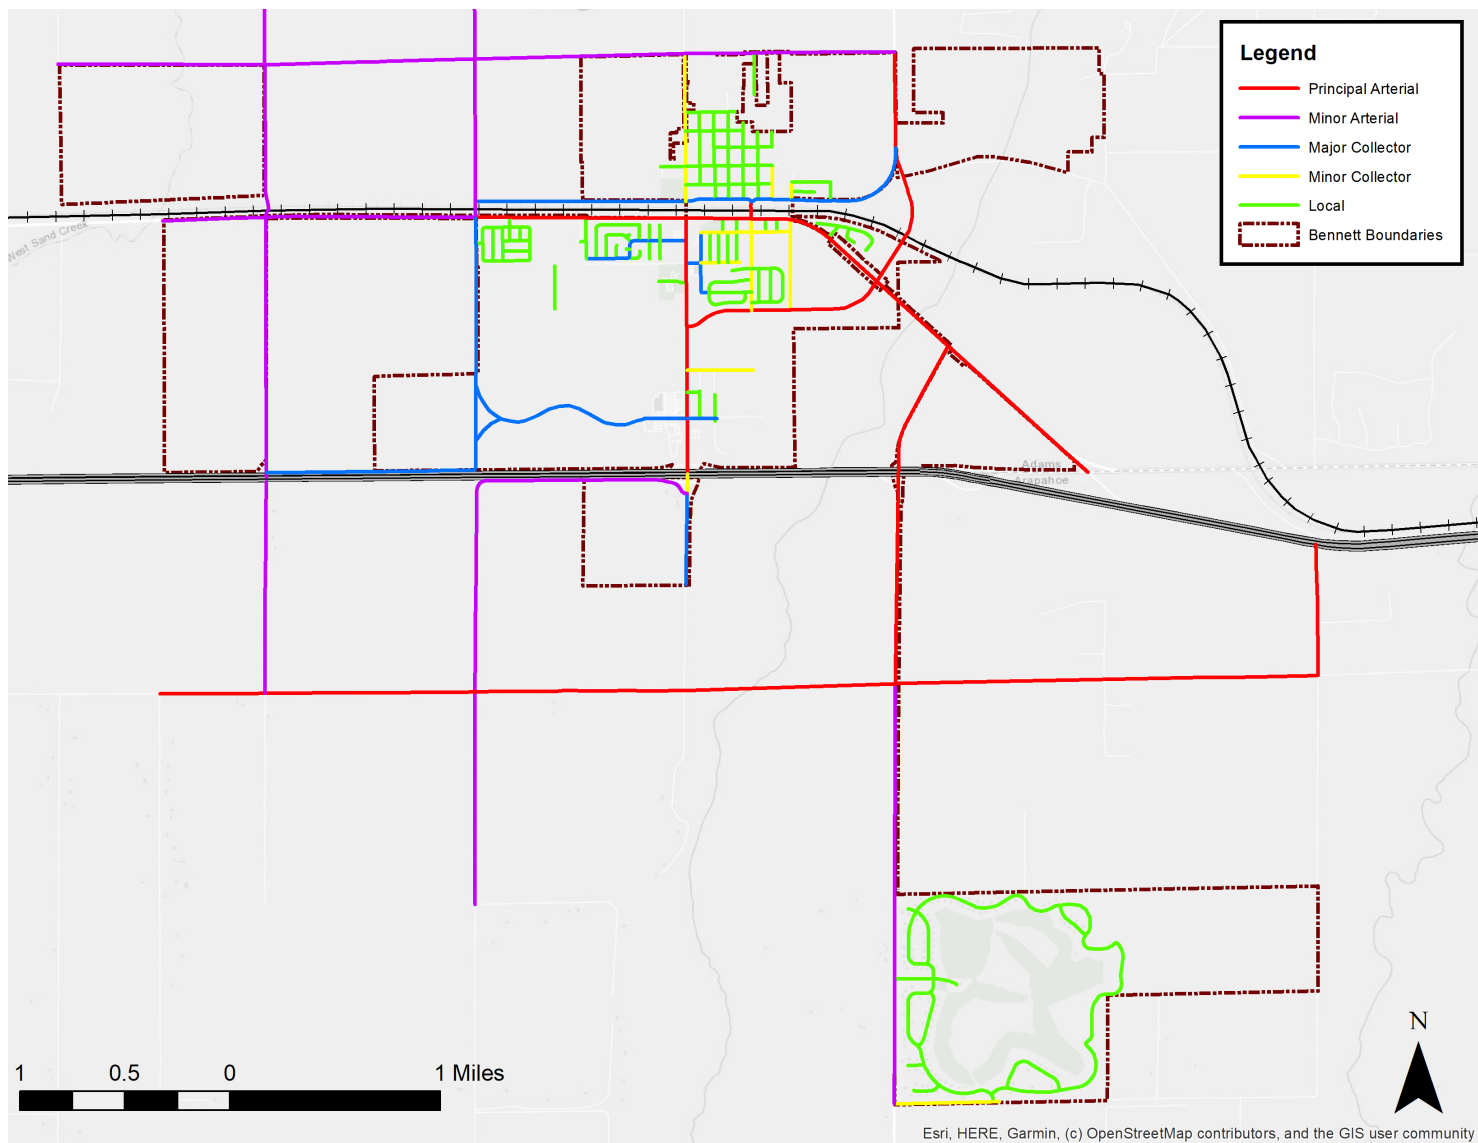 Legend
Principal Arterial
Minor Arterial
Major Collector
Minor Collector
Local
Bennett Boundaries
West Sand Creek
Adams
Arapahoe
N
1 0.5 0 1 Miles
Esri, HERE, Garmin, (c) OpenStreetMap contributors, and the GIS user community